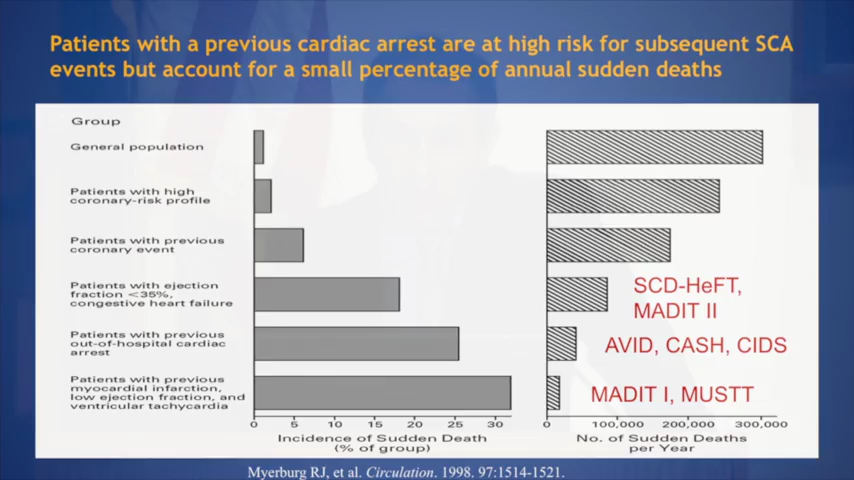 Patients with a previous cardiac arrest are at high risk for subsequent SCA
events but account for a small percentage of annual sudden deaths
Group
General population
Patients with high
coronary-risk profile
Patients with previous
coronary event
Patients with ejection
fraction <35%,
congestive heart failure
SCD-HeFT,
MADIT II
Patients with previous
out-of-hospital cardiac
arrest
AVID, CASH, CIDS
Patients with previous
myocardial infarction,
low ejection fraction, and
ventricular tachycardia
MADIT I, MUSTT
0 5 10 15 20 25 30
Incidence of Sudden Death
(% of group)
0 100,000 200,000 300,000
No. of Sudden Deaths
per Year
Myerburg RJ, et al. Circulation. 1998. 97:1514-1521.